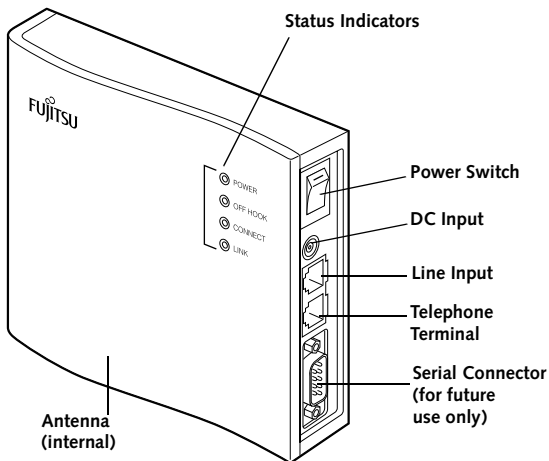 Status Indicators
FUJITSU
POWER
OFF HOOK
CONNECT
LINK
Power Switch
DC Input
Line Input
Telephone
Terminal
Serial Connector
(for future
use only)
Antenna
(internal)